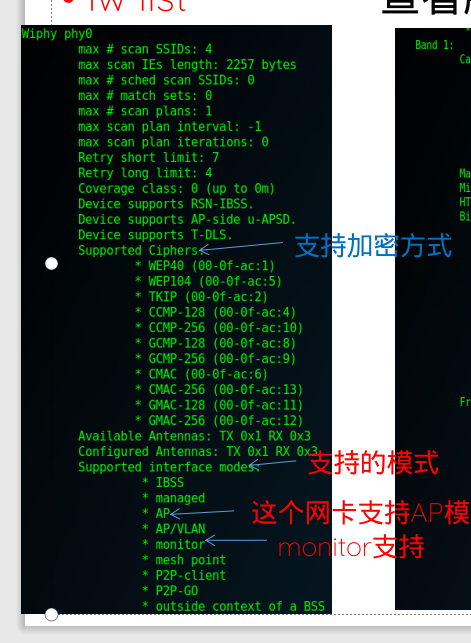 iw list
Wiphy phy0
max # scan SSIDs: 4
max scan IEs length: 2257 bytes
max # sched scan SSIDs: 0
max # match sets: 0
max # scan plans: 1
max scan plan interval: -1
max scan plan iterations: 0
Retry short limit: 7
Retry long limit: 4
Coverage class: 0 (up to 0m)
Device supports RSN-IBSS.
Device supports AP-side u-APSD.
Device supports T-DLS.
Supported Ciphers:
支持加密方式
* WEP40 (00-0f-ac:1)
* WEP104 (00-0f-ac:5)
* TKIP (00-0f-ac:2)
* CCMP-128 (00-0f-ac:4)
* CCMP-256 (00-0f-ac:10)
* GCMP-128 (00-0f-ac:8)
* GCMP-256 (00-0f-ac:9)
* CMAC (00-0f-ac:6)
* CMAC-256 (00-0f-ac:13)
* GMAC-128 (00-0f-ac:11)
* GMAC-256 (00-0f-ac:12)
Available Antennas: TX 0x1 RX 0x3
Configured Antennas: TX 0x1 RX 0x3
Supported interface modes:
支持的模式
* IBSS
* managed
* AP
这个网卡支持AP模
* AP/VLAN
* monitor
monitor支持
* mesh point
* P2P-client
* P2P-GO
* outside context of a BSS
查看
Band 1:
Ca
Ma
Mi
HT
Bi
Fr